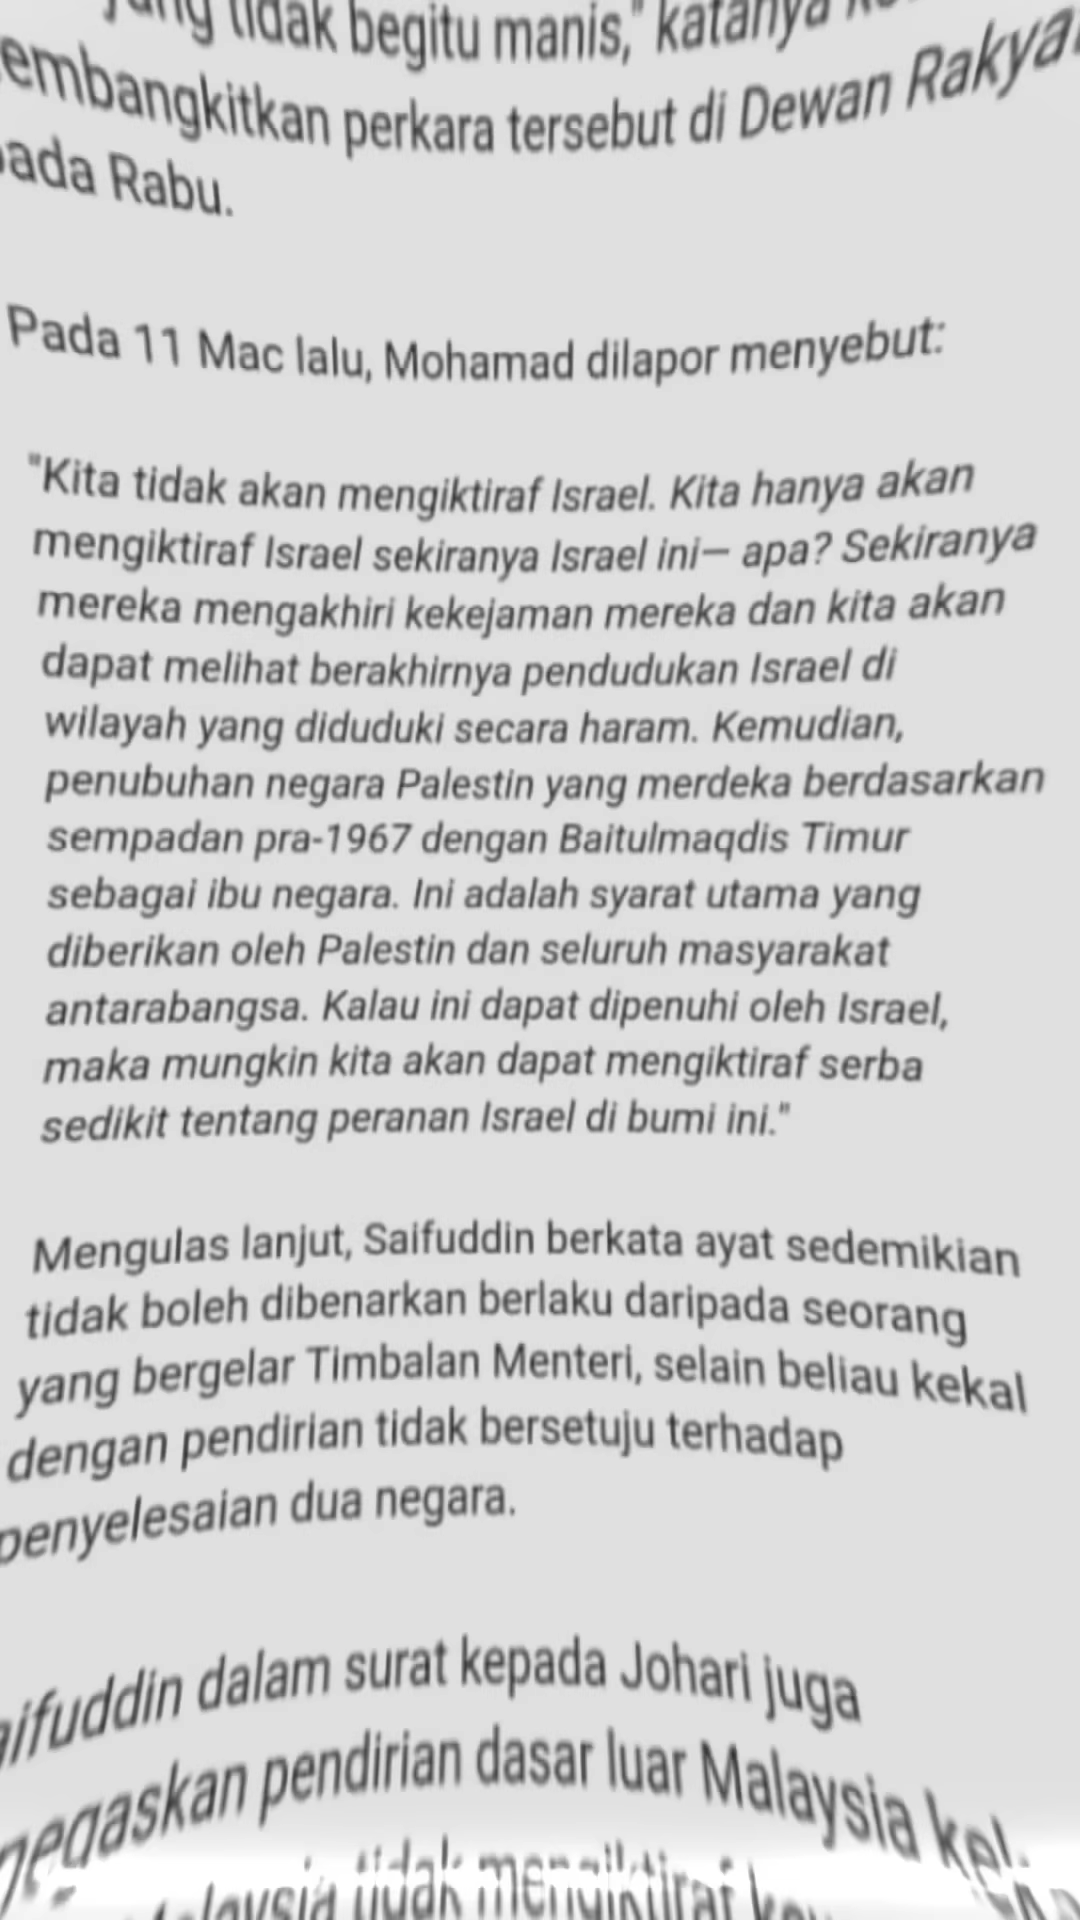 yang tidak begitu manis," katanya
embangkitkan perkara tersebut di Dewan Rakyat
pada Rabu.
Pada 11 Mac lalu, Mohamad dilapor menyebut:
"Kita tidak akan mengiktiraf Israel. Kita hanya akan
mengiktiraf Israel sekiranya Israel ini— apa? Sekiranya
mereka mengakhiri kekejaman mereka dan kita akan
dapat melihat berakhirnya pendudukan Israel di
wilayah yang diduduki secara haram. Kemudian,
penubuhan negara Palestin yang merdeka berdasarkan
sempadan pra-1967 dengan Baitulmaqdis Timur
sebagai ibu negara. Ini adalah syarat utama yang
diberikan oleh Palestin dan seluruh masyarakat
antarabangsa. Kalau ini dapat dipenuhi oleh Israel,
maka mungkin kita akan dapat mengiktiraf serba
sedikit tentang peranan Israel di bumi ini."
Mengulas lanjut, Saifuddin berkata ayat sedemikian
tidak boleh dibenarkan berlaku daripada seorang
yang bergelar Timbalan Menteri, selain beliau kekal
dengan pendirian tidak bersetuju terhadap
penyelesaian dua negara.
aifuddin dalam surat kepada Johari juga
negaskan pendirian dasar luar Malaysia
tidak mengiktiraf